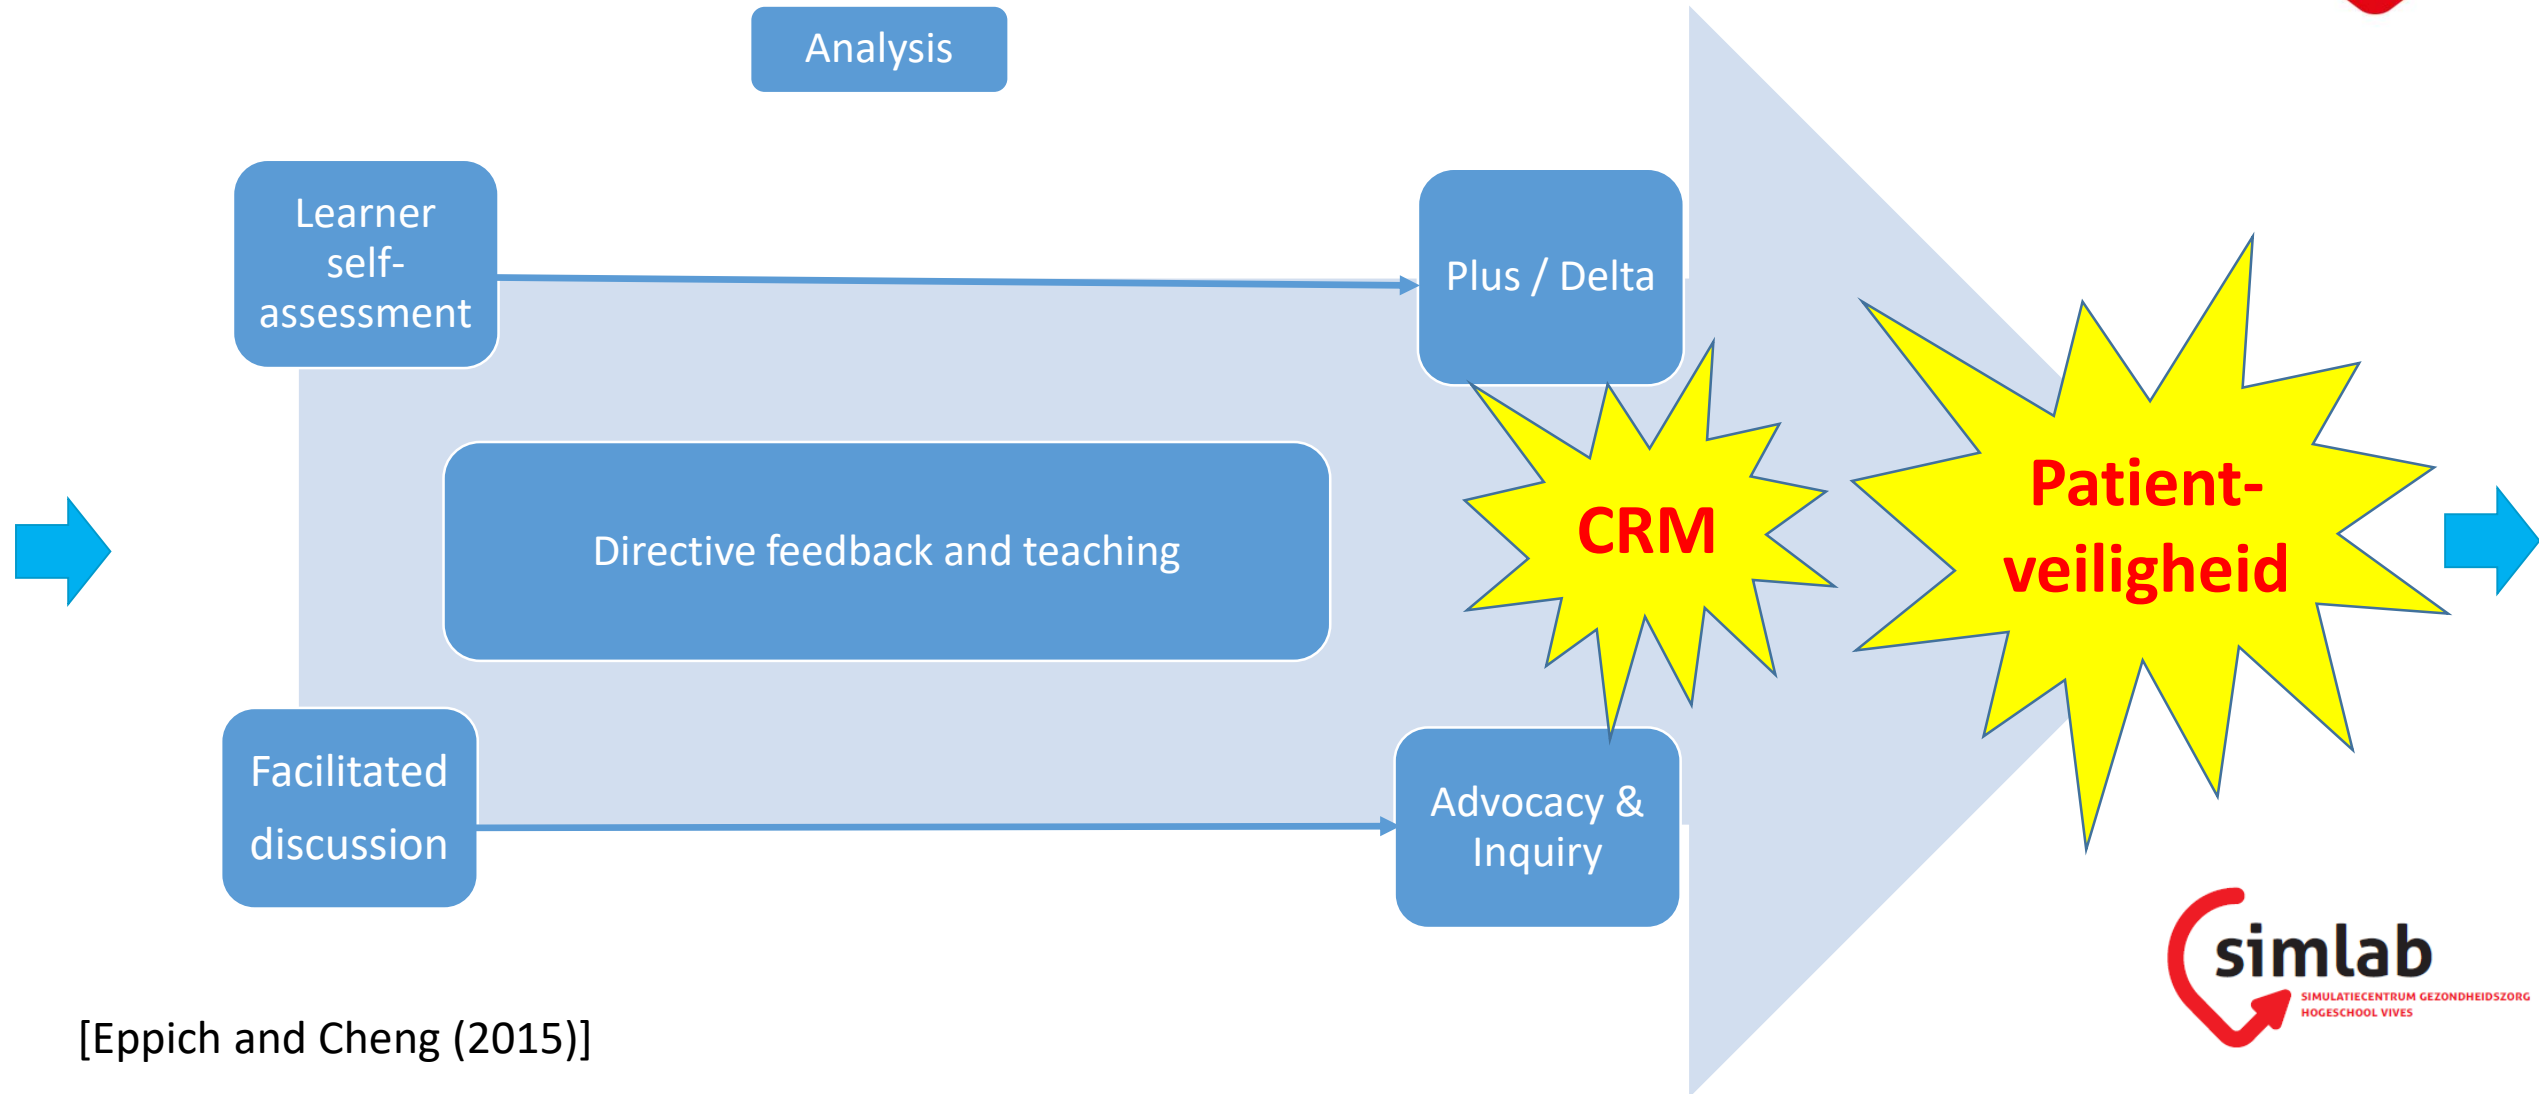 Analysis
Learner
self-
assessment
Plus / Delta
Directive feedback and teaching
CRM
Patient-
veiligheid
Facilitated
discussion
Advocacy &
Inquiry
simlab
SIMULATIECENTRUM GEZONDHEIDSZORG
HOGESCHOOL VIVES
[Eppich and Cheng (2015)]